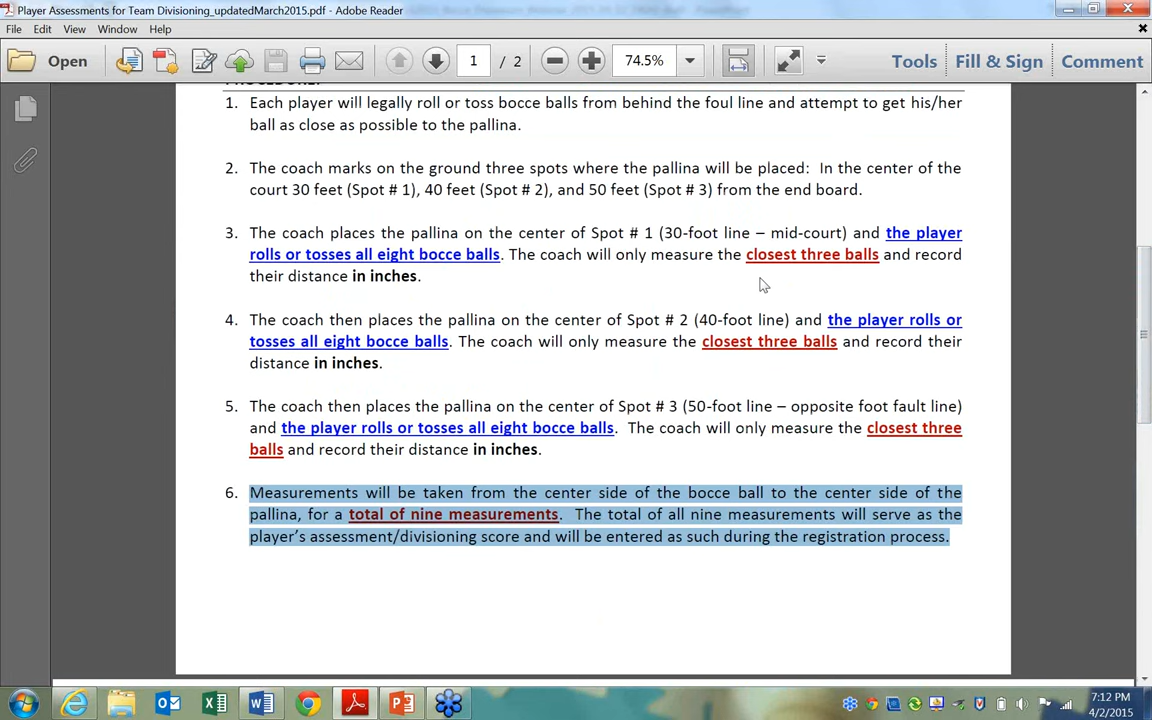 Player Assessments for Team Divisioning_updatedMarch2015.pdf - Adobe Reader
File Edit View Window Help
Open 1 / 2 74.5% Tools Fill & Sign Comment
1. Each player will legally roll or toss bocce balls from behind the foul line and attempt to get his/her
ball as close as possible to the pallina.
2. The coach marks on the ground three spots where the pallina will be placed: In the center of the
court 30 feet (Spot # 1), 40 feet (Spot # 2), and 50 feet (Spot # 3) from the end board.
3. The coach places the pallina on the center of Spot # 1 (30-foot line – mid-court) and the player
rolls or tosses all eight bocce balls. The coach will only measure the closest three balls and record
their distance in inches.
4. The coach then places the pallina on the center of Spot # 2 (40-foot line) and the player rolls or
tosses all eight bocce balls. The coach will only measure the closest three balls and record their
distance in inches.
5. The coach then places the pallina on the center of Spot # 3 (50-foot line – opposite foot fault line)
and the player rolls or tosses all eight bocce balls. The coach will only measure the closest three
balls and record their distance in inches.
6. Measurements will be taken from the center side of the bocce ball to the center side of the
pallina, for a total of nine measurements. The total of all nine measurements will serve as the
player's assessment/divisioning score and will be entered as such during the registration process.
7:12 PM
4/2/2015